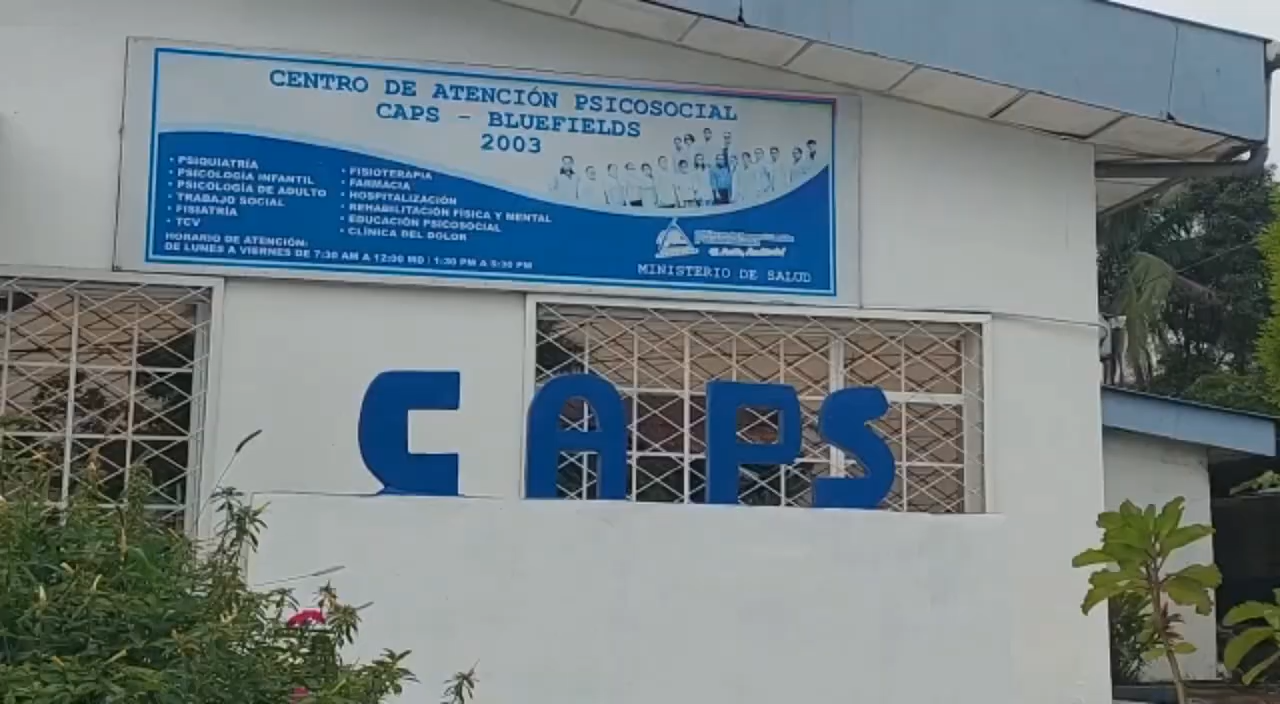 CENTRO DE ATENCIÓN PSICOSOCIAL
CAPS - BLUEFIELDS
2003
• PSIQUIATRÍA
• PSICOLOGÍA INFANTIL
• PSICOLOGÍA DE ADULTO
• TRABAJO SOCIAL
• FISIATRÍA
• TCV
• FISIOTERAPIA
• FARMACIA
• HOSPITALIZACIÓN
• REHABILITACIÓN FÍSICA Y MENTAL
• EDUCACIÓN PSICOSOCIAL
• CLÍNICA DEL DOLOR
HORARIO DE ATENCIÓN:
DE LUNES A VIERNES DE 7:30 AM A 12:00 MD | 1:30 PM A 5:30 PM
MINISTERIO DE SALUD
CAPS